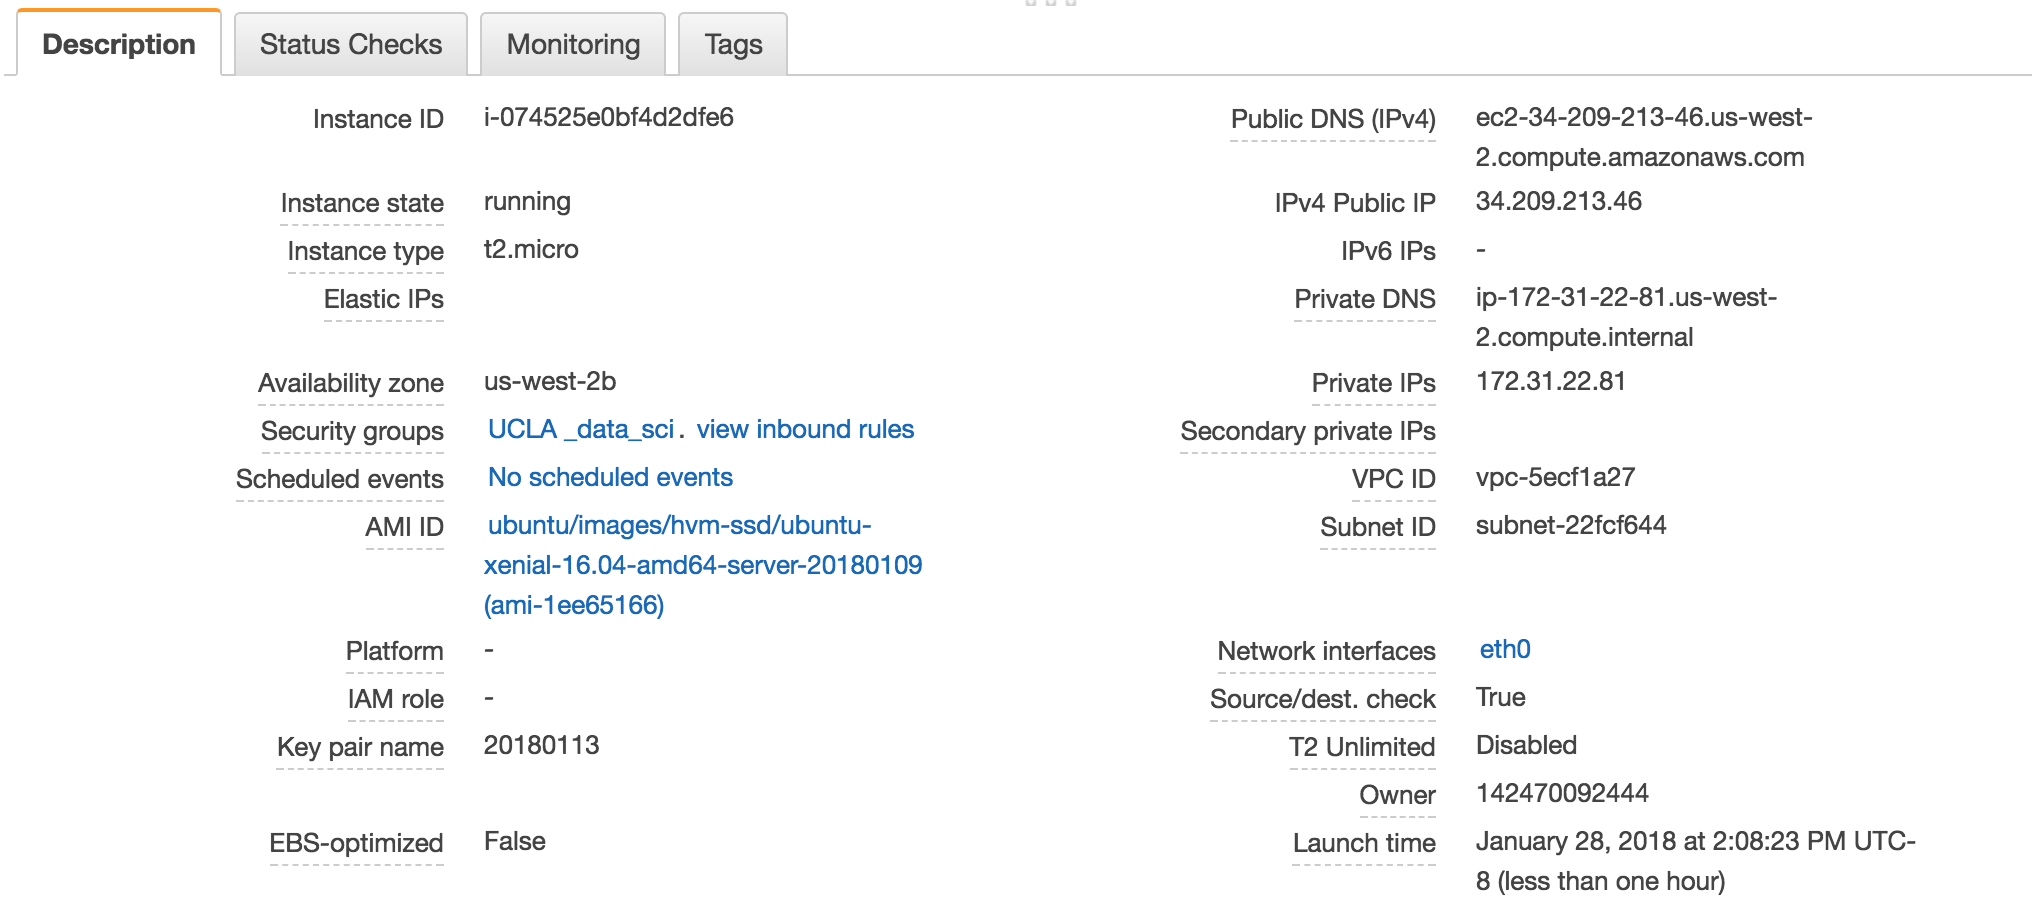 Description Status Checks Monitoring Tags
Instance ID i-074525e0bf4d2dfe6 Public DNS (IPv4) ec2-34-209-213-46.us-west-
2.compute.amazonaws.com
Instance state running IPv4 Public IP 34.209.213.46
Instance type t2.micro IPv6 IPs -
Elastic IPs Private DNS ip-172-31-22-81.us-west-
2.compute.internal
Availability zone us-west-2b Private IPs 172.31.22.81
Security groups UCLA _data_sci . view inbound rules Secondary private IPs
Scheduled events No scheduled events VPC ID vpc-5ecf1a27
AMI ID ubuntu/images/hvm-ssd/ubuntu- Subnet ID subnet-22fcf644
xenial-16.04-amd64-server-20180109
(ami-1ee65166)
Platform - Network interfaces eth0
IAM role - Source/dest. check True
Key pair name 20180113 T2 Unlimited Disabled
Owner 142470092444
EBS-optimized False Launch time January 28, 2018 at 2:08:23 PM UTC-
8 (less than one hour)